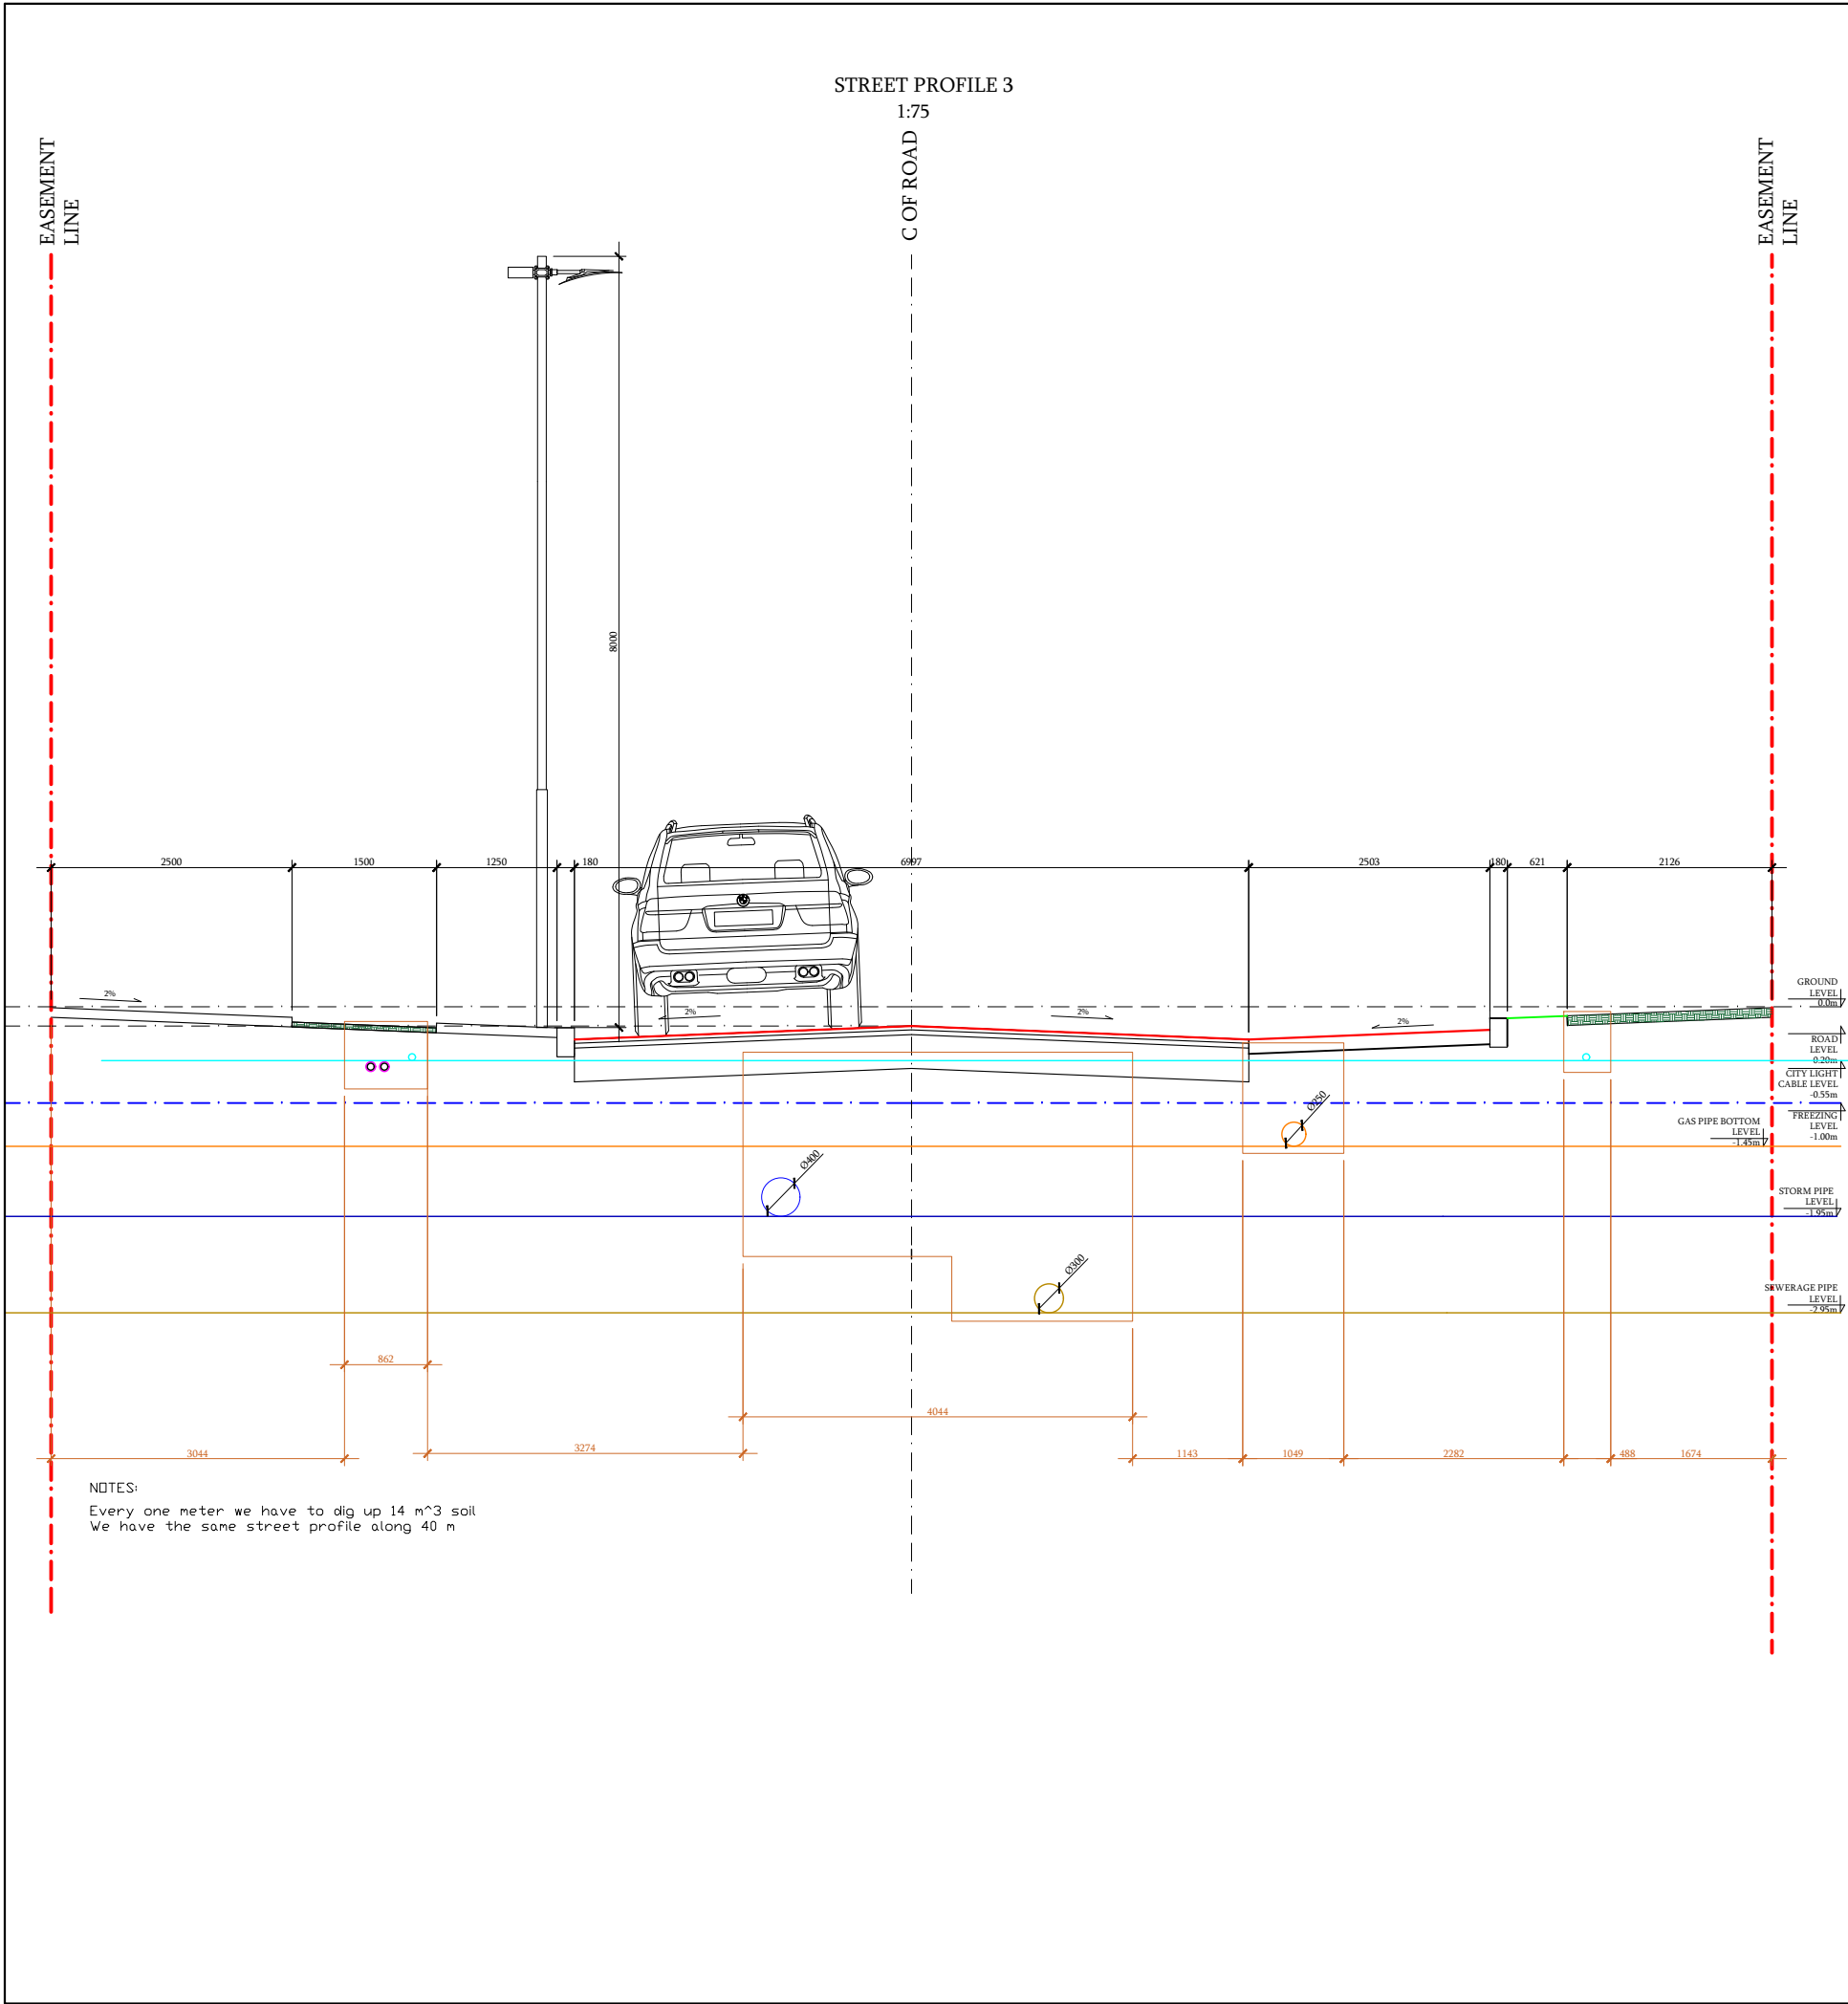 STREET PROFILE 3
1:75
EASEMENT
LINE
C OF ROAD
EASEMENT
LINE
8000
2500
1500
1250
180
6997
2503
180
621
2126
2%
2%
2%
2%
GROUND
LEVEL
0.0m
ROAD
LEVEL
0.20m
CITY LIGHT
CABLE LEVEL
-0.55m
FREEZING
LEVEL
-1.00m
GAS PIPE BOTTOM
LEVEL
-1.45m
Ø250
Ø400
STORM PIPE
LEVEL
-1.95m
Ø300
SEWERAGE PIPE
LEVEL
-2.95m
862
4044
3044
3274
1143
1049
2282
488
1674
NOTES:
Every one meter we have to dig up 14 m^3 soil
We have the same street profile along 40 m